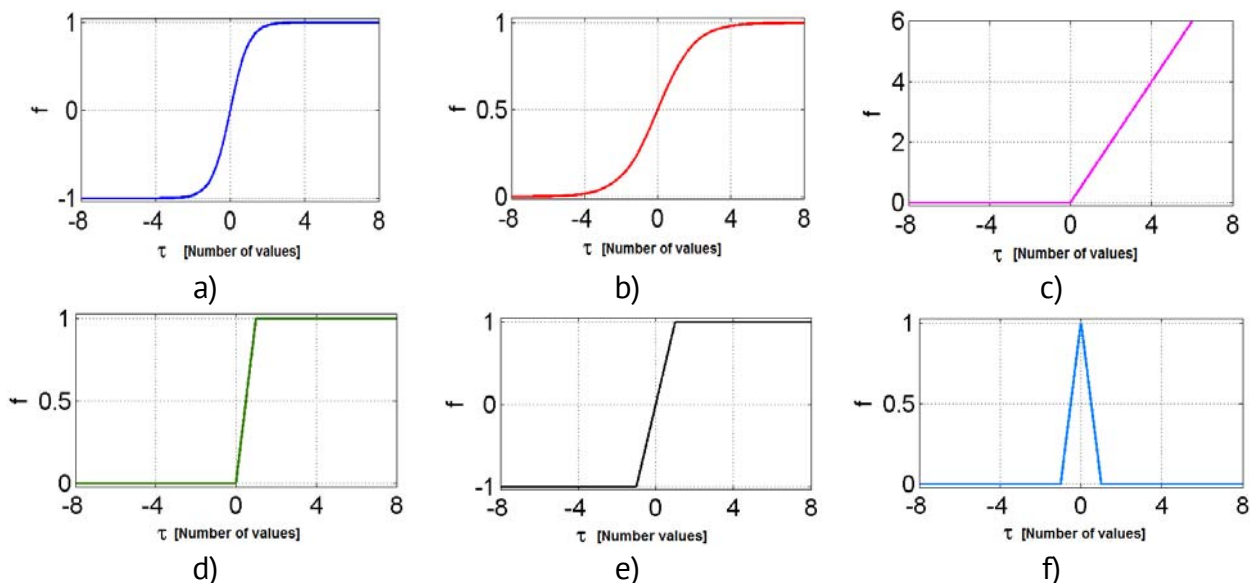 1
0
-1
f
-8 -4 0 4 8
τ [Number of values]
a)
1
0.5
0
f
-8 -4 0 4 8
τ [Number of values]
b)
6
4
2
0
f
-8 -4 0 4 8
τ [Number of values]
c)
1
0.5
0
f
-8 -4 0 4 8
τ [Number of values]
d)
1
0
-1
f
-8 -4 0 4 8
τ [Number values]
e)
1
0.5
0
f
-8 -4 0 4 8
τ [Number of values]
f)